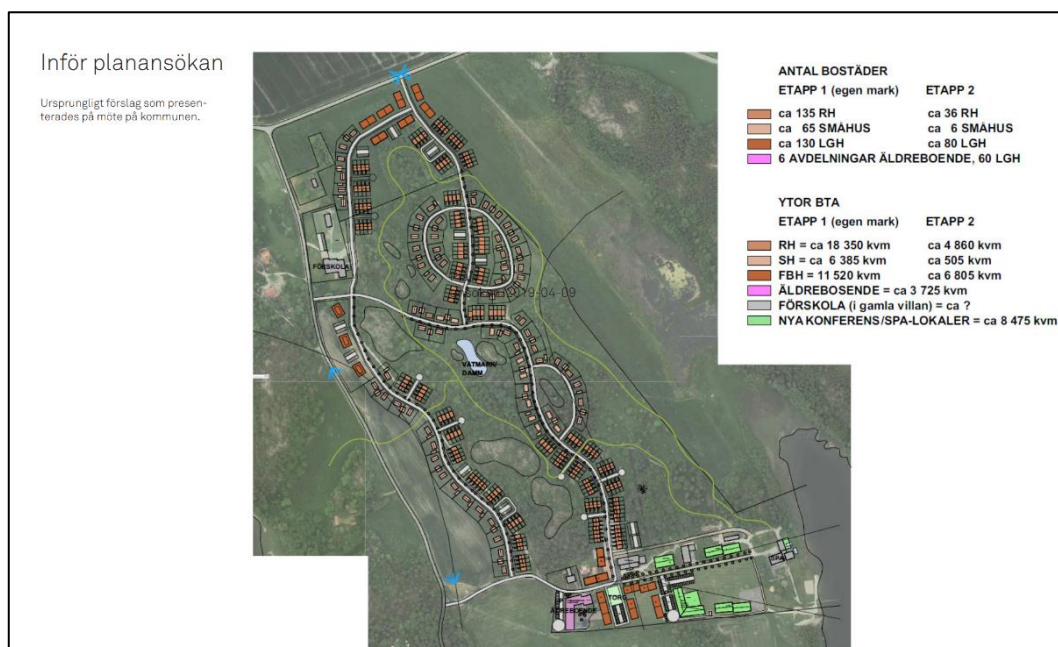 Inför planansökan
Ursprungligt förslag som presen-
terades på möte på kommunen.
ANTAL BOSTÄDER
ETAPP 1 (egen mark) ETAPP 2
ca 135 RH ca 36 RH
ca 65 SMÅHUS ca 6 SMÅHUS
ca 130 LGH ca 80 LGH
6 AVDELNINGAR ÄLDREBOENDE, 60 LGH
YTOR BTA
ETAPP 1 (egen mark) ETAPP 2
RH = ca 18 350 kvm ca 4 860 kvm
SH = ca 6 385 kvm ca 505 kvm
FBH = 11 520 kvm ca 6 805 kvm
ÄLDREBOSENDE = ca 3 725 kvm
FÖRSKOLA (i gamla villan) = ca ?
NYA KONFERENS/SPA-LOKALER = ca 8 475 kvm
FÖRSKOLA
2019-04-09
VÅTMARK/
DAMM
TORG
ÄLDREBOENDE